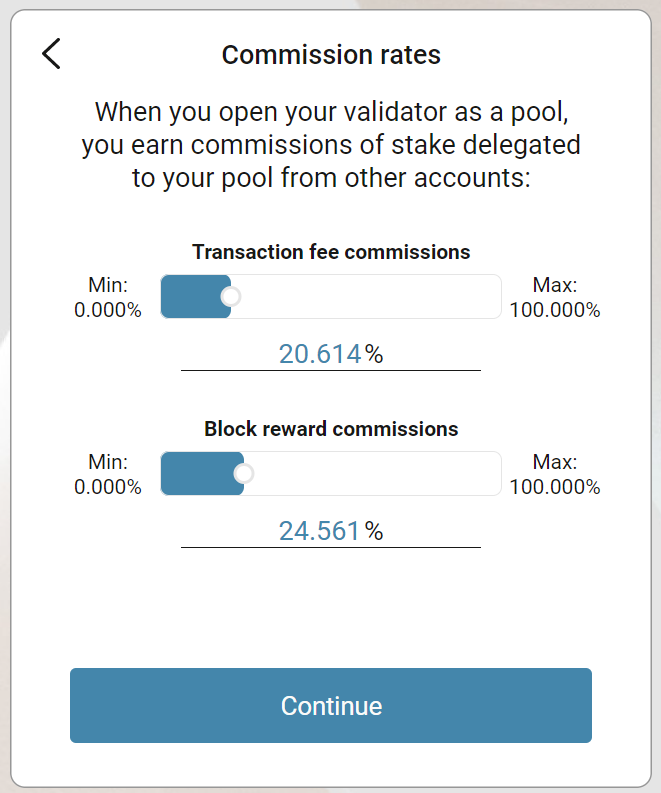 Commission rates
When you open your validator as a pool,
you earn commissions of stake delegated
to your pool from other accounts:
Transaction fee commissions
Min:
0.000%
Max:
100.000%
20.614%
Block reward commissions
Min:
0.000%
Max:
100.000%
24.561%
Continue